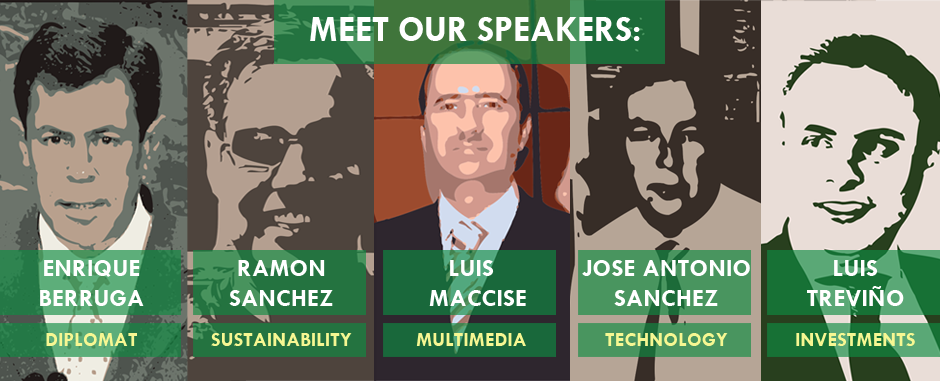 MEET OUR SPEAKERS:
ENRIQUE
BERRUGA
DIPLOMAT
RAMON
SANCHEZ
SUSTAINABILITY
LUIS
MACCISE
MULTIMEDIA
JOSE ANTONIO
SANCHEZ
TECHNOLOGY
LUIS
TREVIÑO
INVESTMENTS